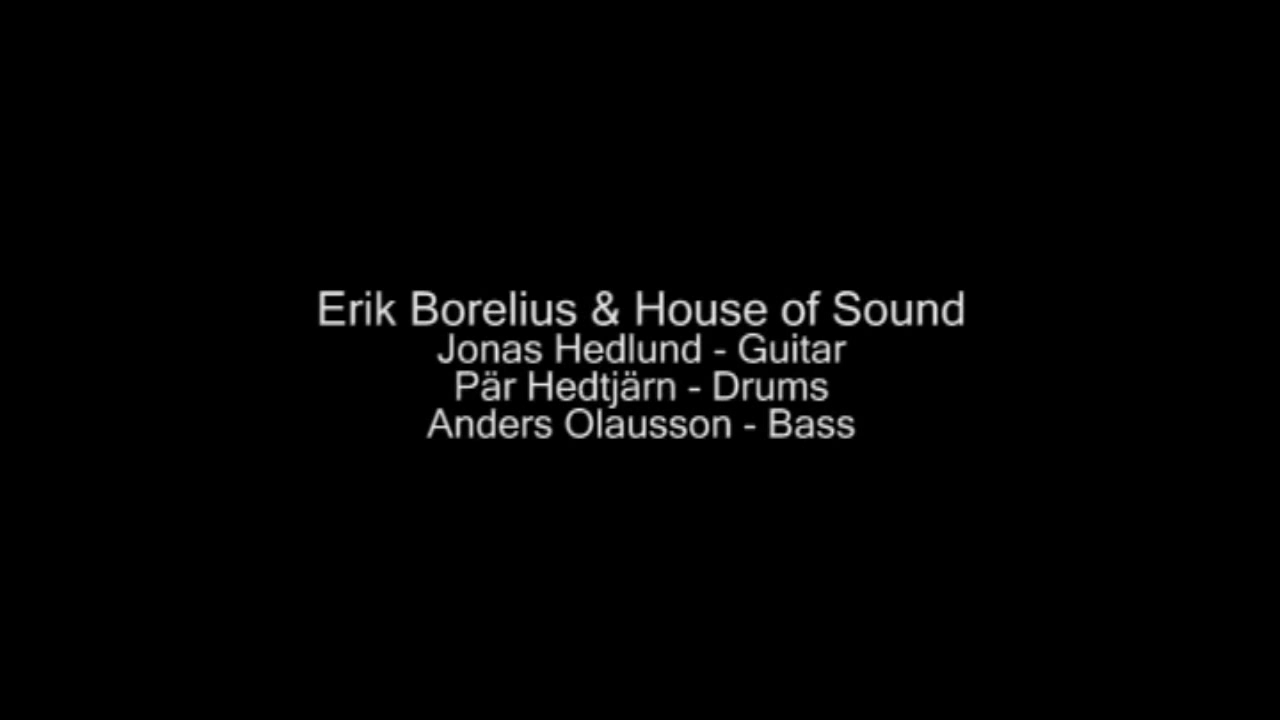 Erik Borelius & House of Sound
Jonas Hedlund - Guitar
Pär Hedtjärn - Drums
Anders Olausson - Bass